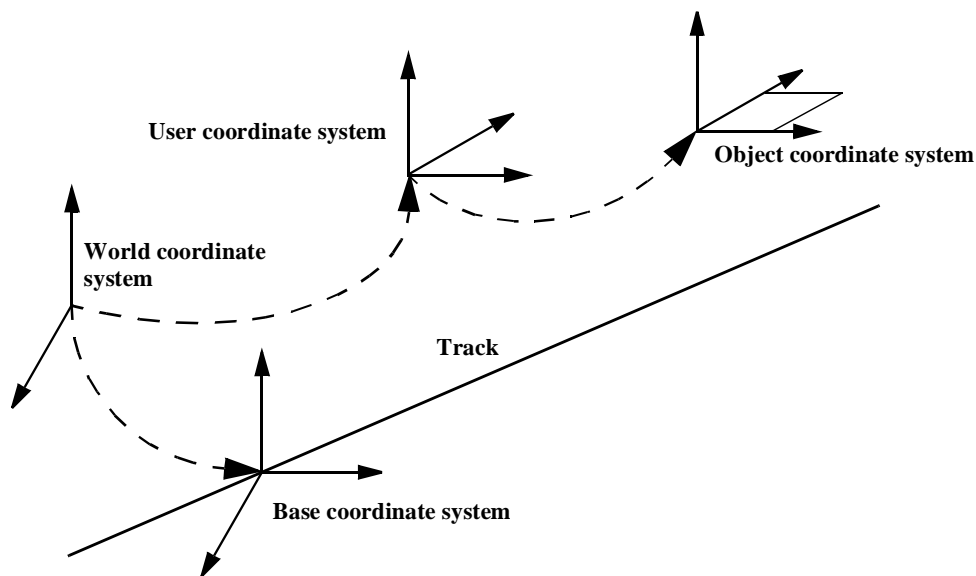 User coordinate system
Object coordinate system
World coordinate
system
Track
Base coordinate system